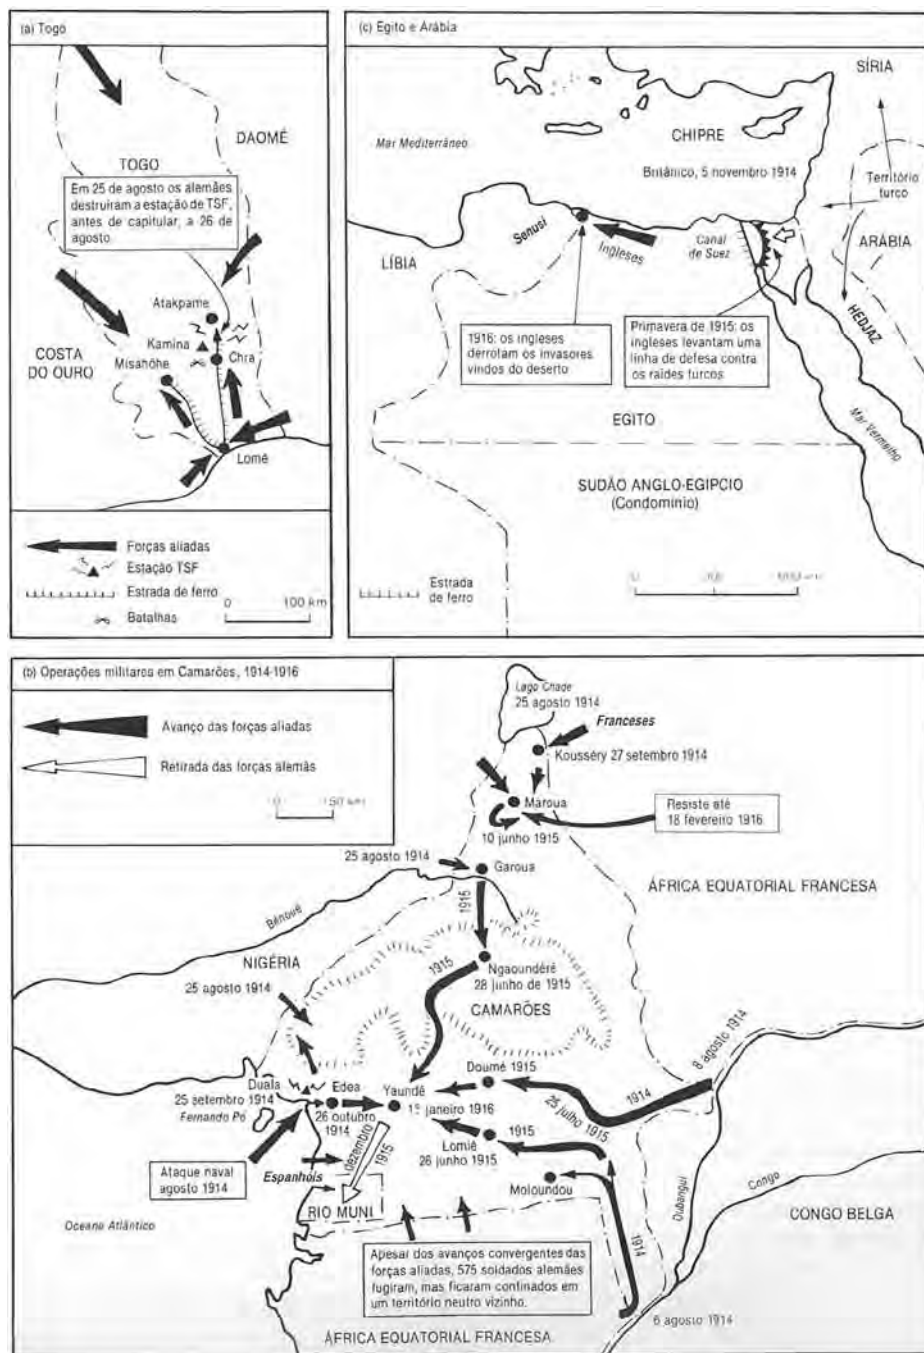 (a) Togo
DAOMÉ
TOGO
Em 25 de agosto os alemães
destruíram a estação de TSF,
antes de capitular, a 26 de
agosto
Atakpame
Kamina
Chra
Misahöhe
COSTA
DO OURO
Lomé
Forças aliadas
Estação TSF
Estrada de ferro
Batalhas
0 100 km
(c) Egito e Arábia
SÍRIA
CHIPRE
Mar Mediterrâneo
Britânico, 5 novembro 1914
Território
turco
Senusi
Ingleses
Canal
de Suez
ARÁBIA
LÍBIA
HEDJAZ
1916: os ingleses
derrotam os invasores
vindos do deserto
Primavera de 1915: os
ingleses levantam uma
linha de defesa contra
os raides turcos
EGITO
Mar Vermelho
SUDÃO ANGLO-EGIPCIO
(Condomínio)
Estrada
de ferro
(b) Operações militares em Camarões, 1914-1916
Avanço das forças aliadas
Retirada das forças alemãs
0 150 km
Lago Chade
25 agosto 1914
Franceses
Kousséry 27 setembro 1914
Maroua
Resiste até
18 fevereiro 1916
10 junho 1915
25 agosto 1914
Garoua
ÁFRICA EQUATORIAL FRANCESA
1915
Bénoué
NIGÉRIA
1915
Ngaoundéré
28 junho de 1915
25 agosto 1914
CAMARÕES
8 agosto 1914
Doumé 1915
1914
Duala
Edea
Yaundê
25 setembro 1914
25 julho 1915
Fernando Pó
26 outubro
1914
janeiro 1916
1915
Lomié
26 junho 1915
dezembro
1915
Ataque naval
agosto 1914
Espanhóis
Moloundou
Oubangui
Congo
RIO MUNI
CONGO BELGA
Oceano Atlântico
1914
Apesar dos avanços convergentes das
forças aliadas, 575 soldados alemães
fugiram, mas ficaram confinados em
um território neutro vizinho.
6 agosto 1914
ÁFRICA EQUATORIAL FRANCESA